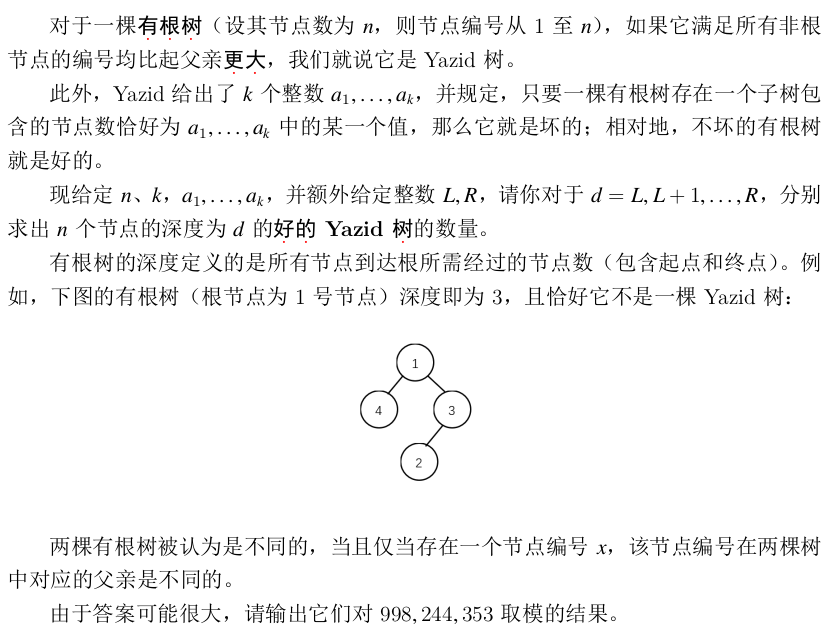 对于一棵有根树（设其节点数为 n，则节点编号从 1 至 n），如果它满足所有非根
节点的编号均比起父亲更大，我们就说它是 Yazid 树。
此外，Yazid 给出了 k 个整数 a₁,...,aₖ，并规定，只要一棵有根树存在一个子树包
含的节点数恰好为 a₁,...,aₖ 中的某一个值，那么它就是坏的；相对地，不坏的有根树
就是好的。
现给定 n、k，a₁,...,aₖ，并额外给定整数 L,R，请你对于 d = L,L+1,...,R，分别
求出 n 个节点的深度为 d 的好的 Yazid 树的数量。
有根树的深度定义的是所有节点到达根所需经过的节点数（包含起点和终点）。例
如，下图的有根树（根节点为 1 号节点）深度即为 3，且恰好它不是一棵 Yazid 树：
1
4 3
2
两棵有根树被认为是不同的，当且仅当存在一个节点编号 x，该节点编号在两棵树
中对应的父亲是不同的。
由于答案可能很大，请输出它们对 998,244,353 取模的结果。